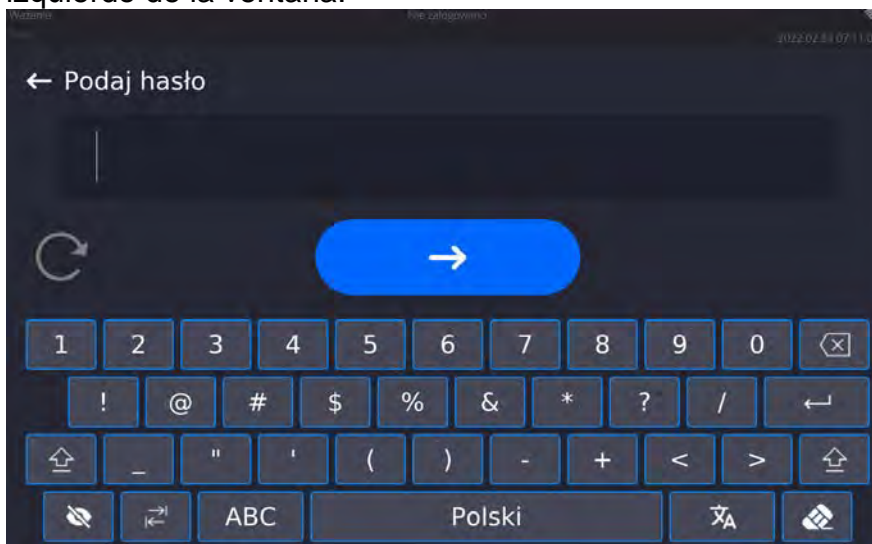 izquierdo de la ventana.
Nie zalogowano
← Podaj hasło
→
1 2 3 4 5 6 7 8 9 0
! @ # $ % & * ? /
_ " ' ( ) - + < >
ABC Polski